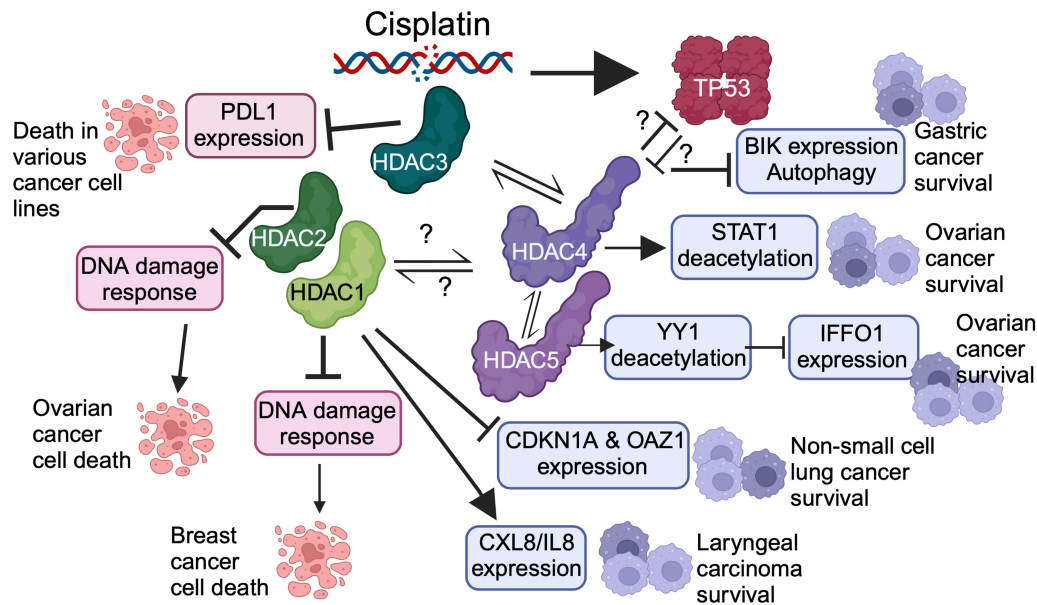 Cisplatin
TP53
PDL1
expression
Death in
various
cancer cell
lines
HDAC3
?
?
BIK expression
Autophagy
Gastric
cancer
survival
HDAC2
HDAC1
DNA damage
response
?
?
HDAC4
STAT1
deacetylation
Ovarian
cancer
survival
HDAC5
YY1
deacetylation
IFFO1
expression
Ovarian
cancer
survival
Ovarian
cancer
cell death
DNA damage
response
CDKN1A & OAZ1
expression
Non-small cell
lung cancer
survival
Breast
cancer
cell death
CXL8/IL8
expression
Laryngeal
carcinoma
survival